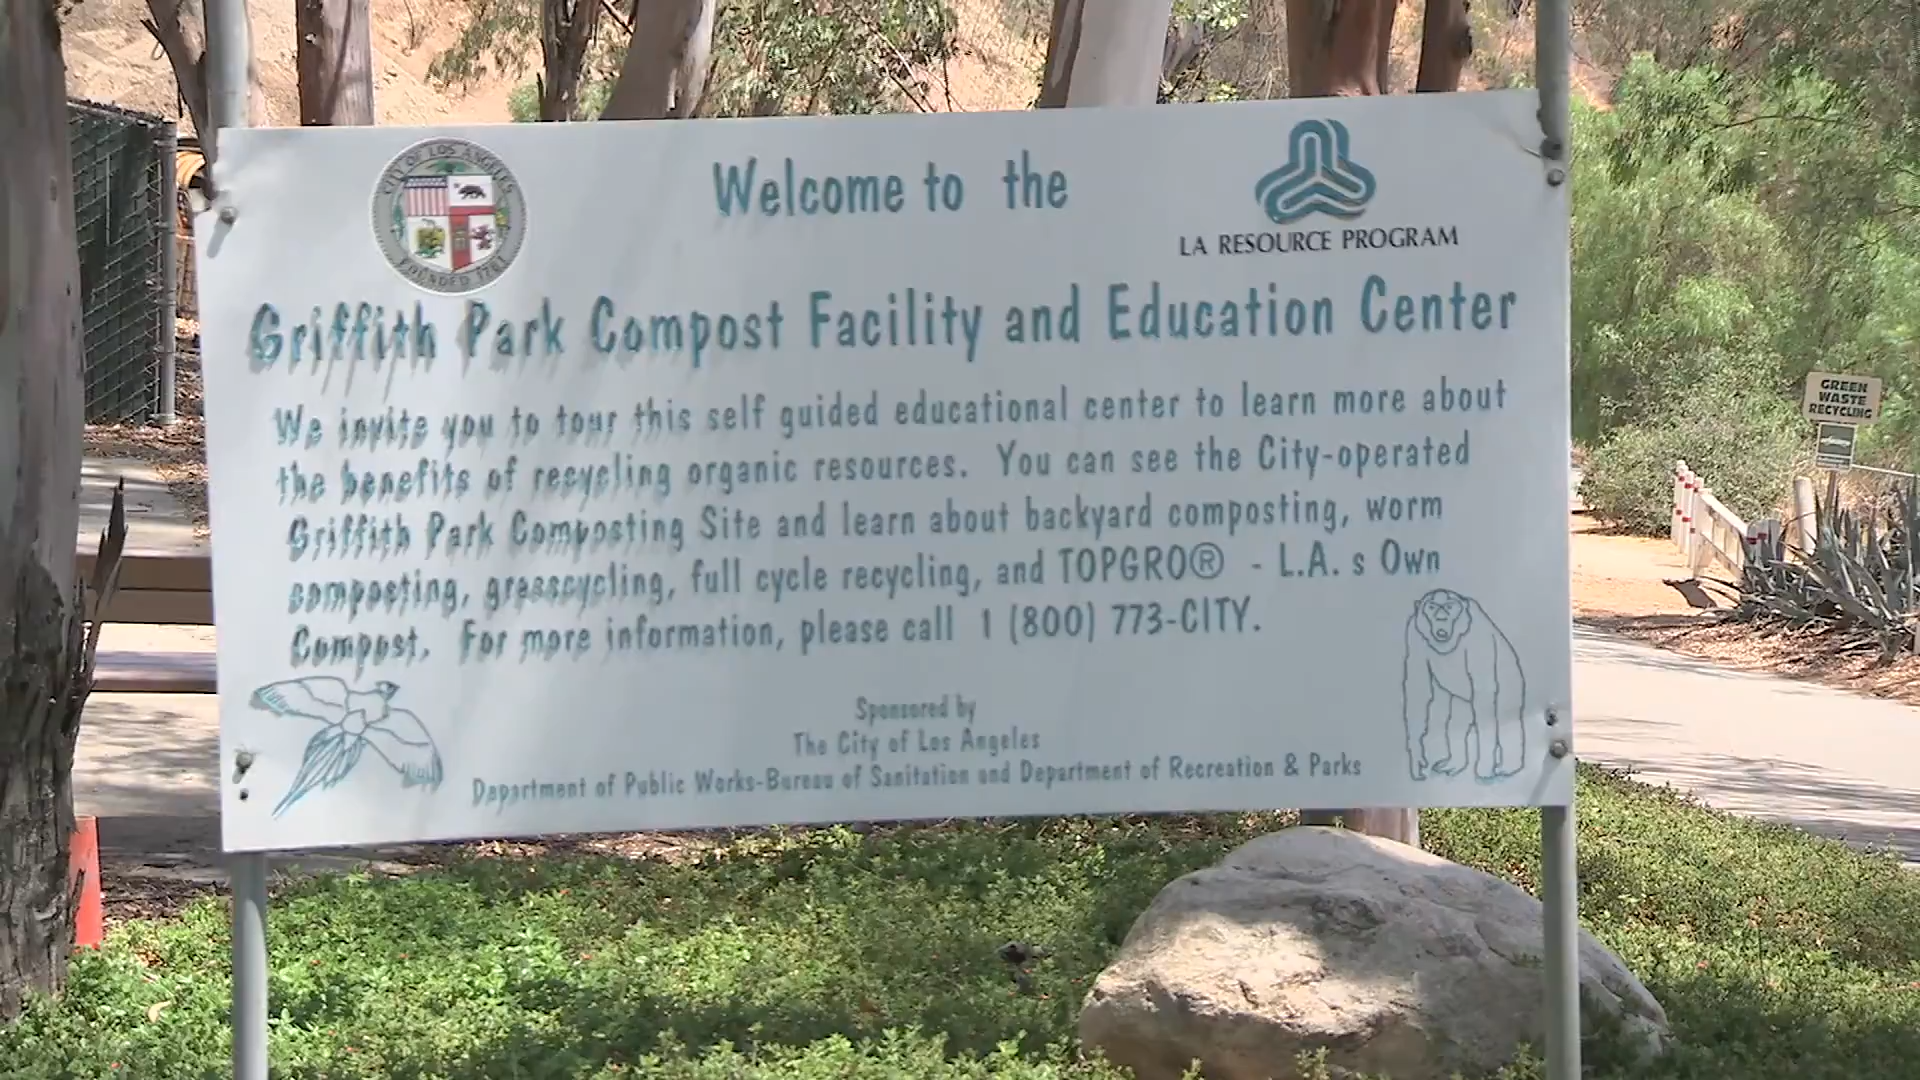 CITY OF LOS ANGELES
FOUNDED 1781
Welcome to the
LA RESOURCE PROGRAM
Griffith Park Compost Facility and Education Center
We invite you to tour this self guided educational center to learn more about
the benefits of recycling organic resources. You can see the City-operated
Griffith Park Composting Site and learn about backyard composting, worm
composting, grasscycling, full cycle recycling, and TOPGRO® - L.A. s Own
Compost. For more information, please call 1 (800) 773-CITY.
Sponsored by
The City of Los Angeles
Department of Public Works-Bureau of Sanitation and Department of Recreation & Parks
GREEN
WASTE
RECYCLING